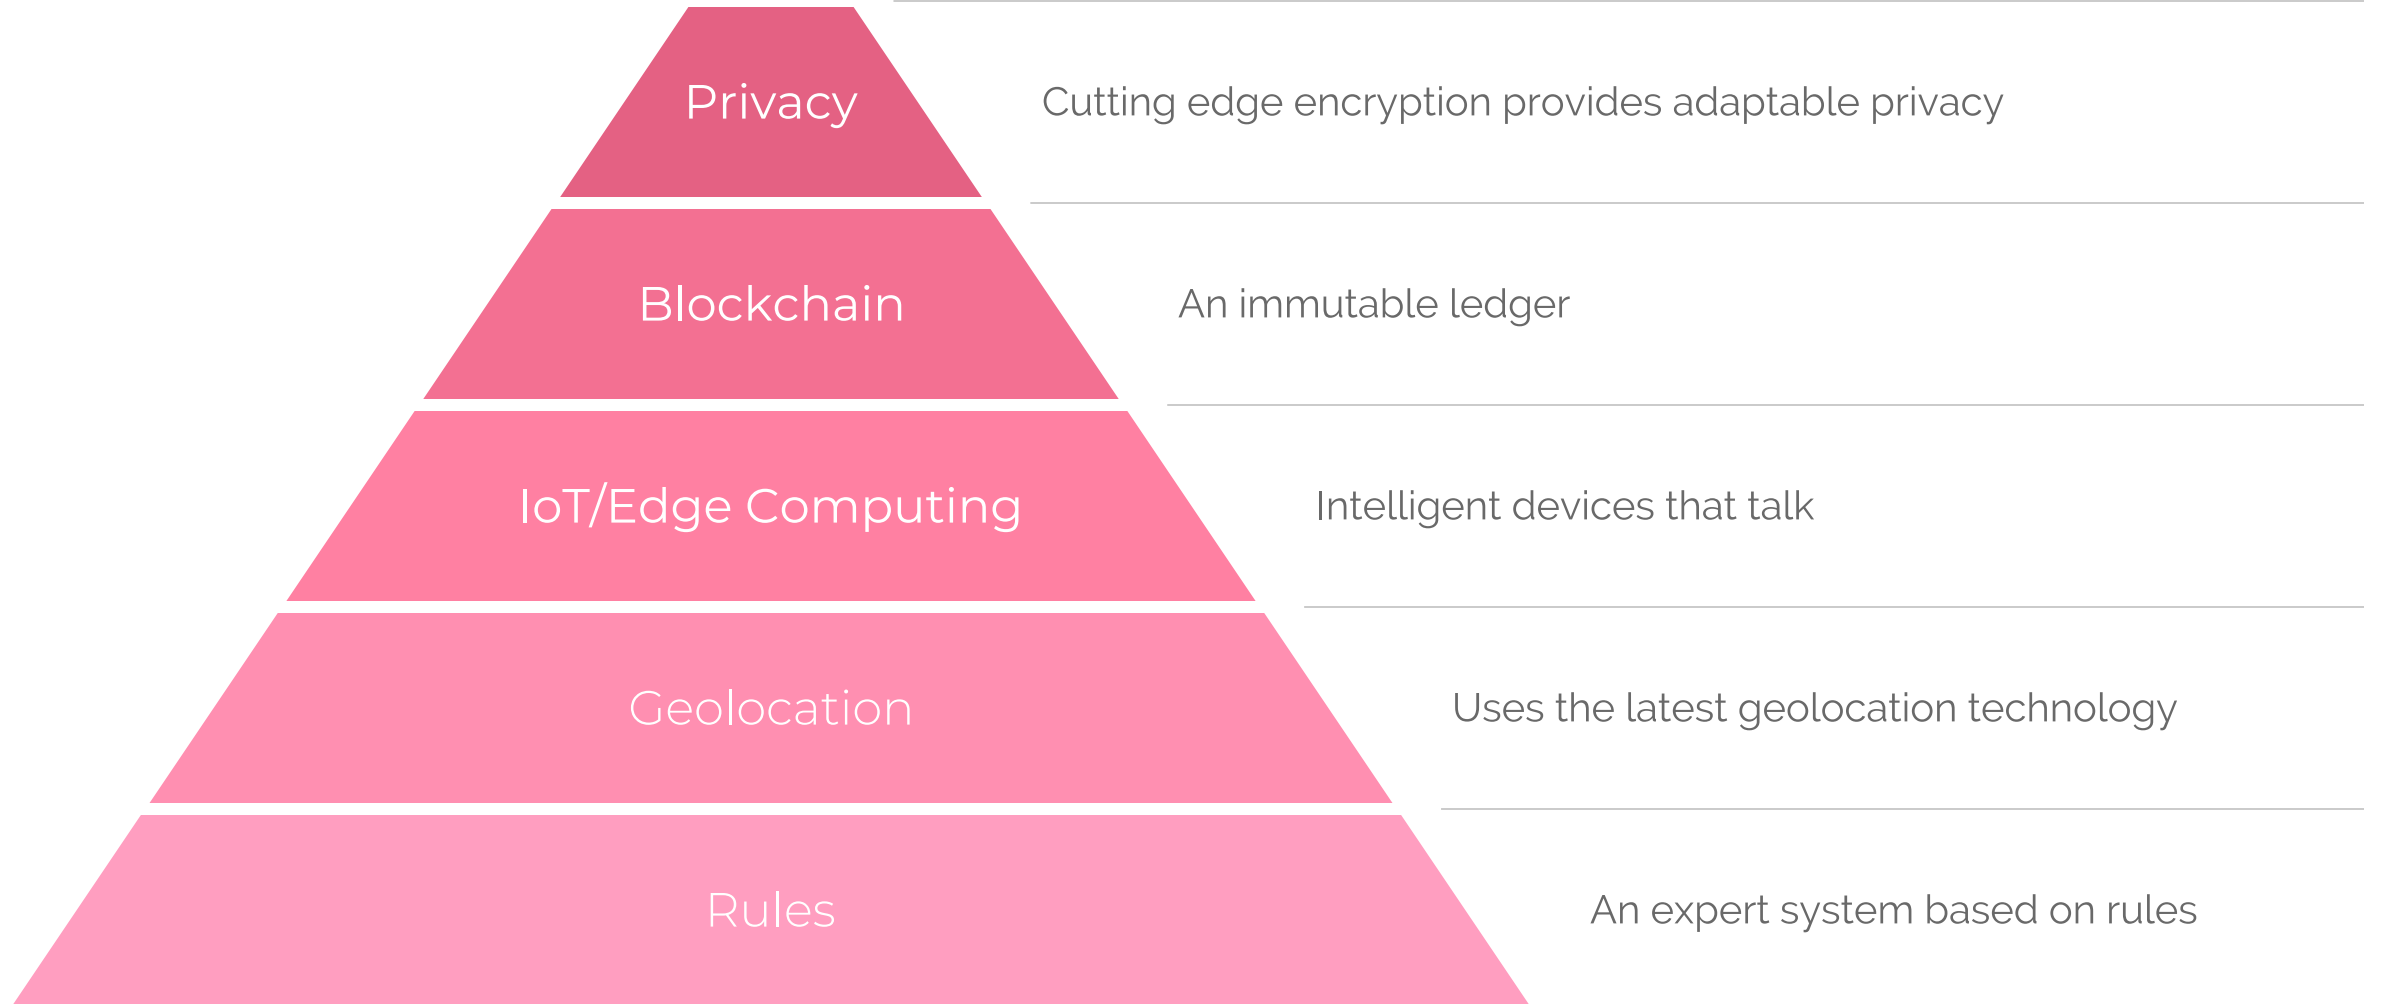 Privacy
Cutting edge encryption provides adaptable privacy
Blockchain
An immutable ledger
IoT/Edge Computing
Intelligent devices that talk
Geolocation
Uses the latest geolocation technology
Rules
An expert system based on rules